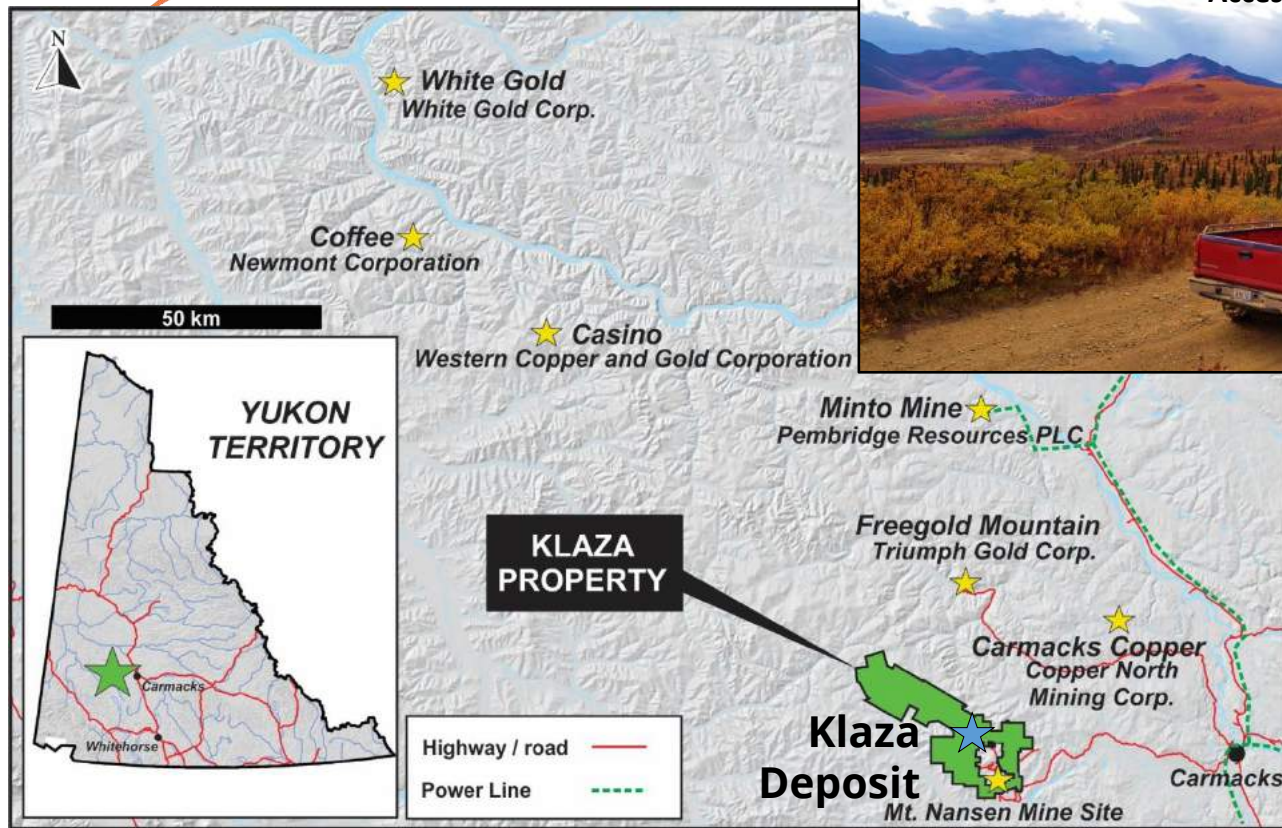 N
White Gold
White Gold Corp.
Coffee
Newmont Corporation
50 km
Casino
Western Copper and Gold Corporation
YUKON
TERRITORY
Carmacks
Whitehorse
Minto Mine
Pembridge Resources PLC
KLAZA
PROPERTY
Freegold Mountain
Triumph Gold Corp.
Carmacks Copper
Copper North
Mining Corp.
Highway / road
Power Line
Klaza
Deposit
Mt. Nansen Mine Site
Carmacks